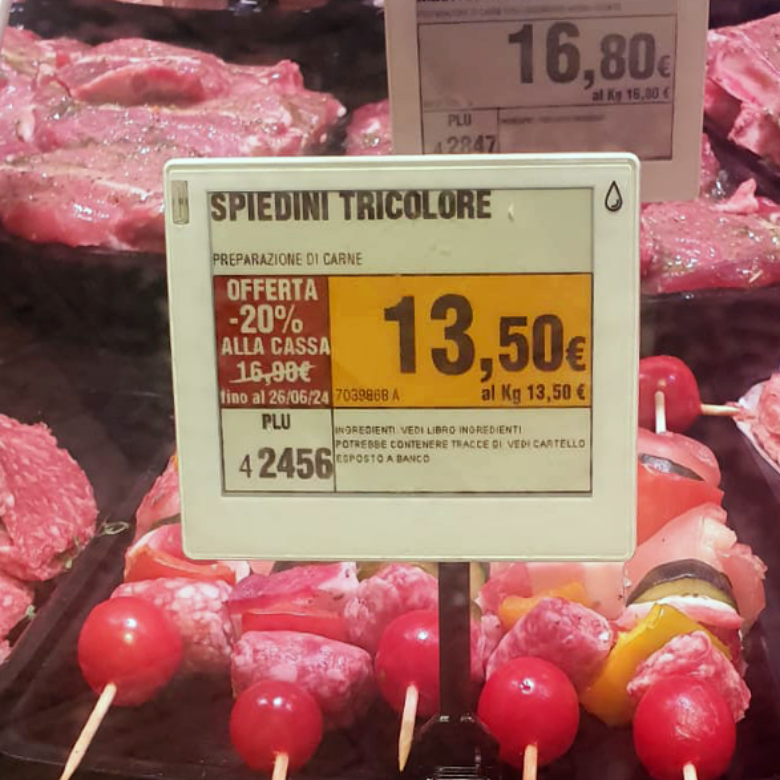 16,80€
al Kg 16,80 €
PLU
42847
SPIEDINI TRICOLORE
PREPARAZIONE DI CARNE
OFFERTA
-20%
ALLA CASSA
16,90€
fino al 26/06/24
13,50€
7039868 A
al Kg 13,50 €
PLU
4 2456
INGREDIENTI: VEDI LIBRO INGREDIENTI
POTREBBE CONTENERE TRACCE DI: VEDI CARTELLO
ESPOSTO A BANCO